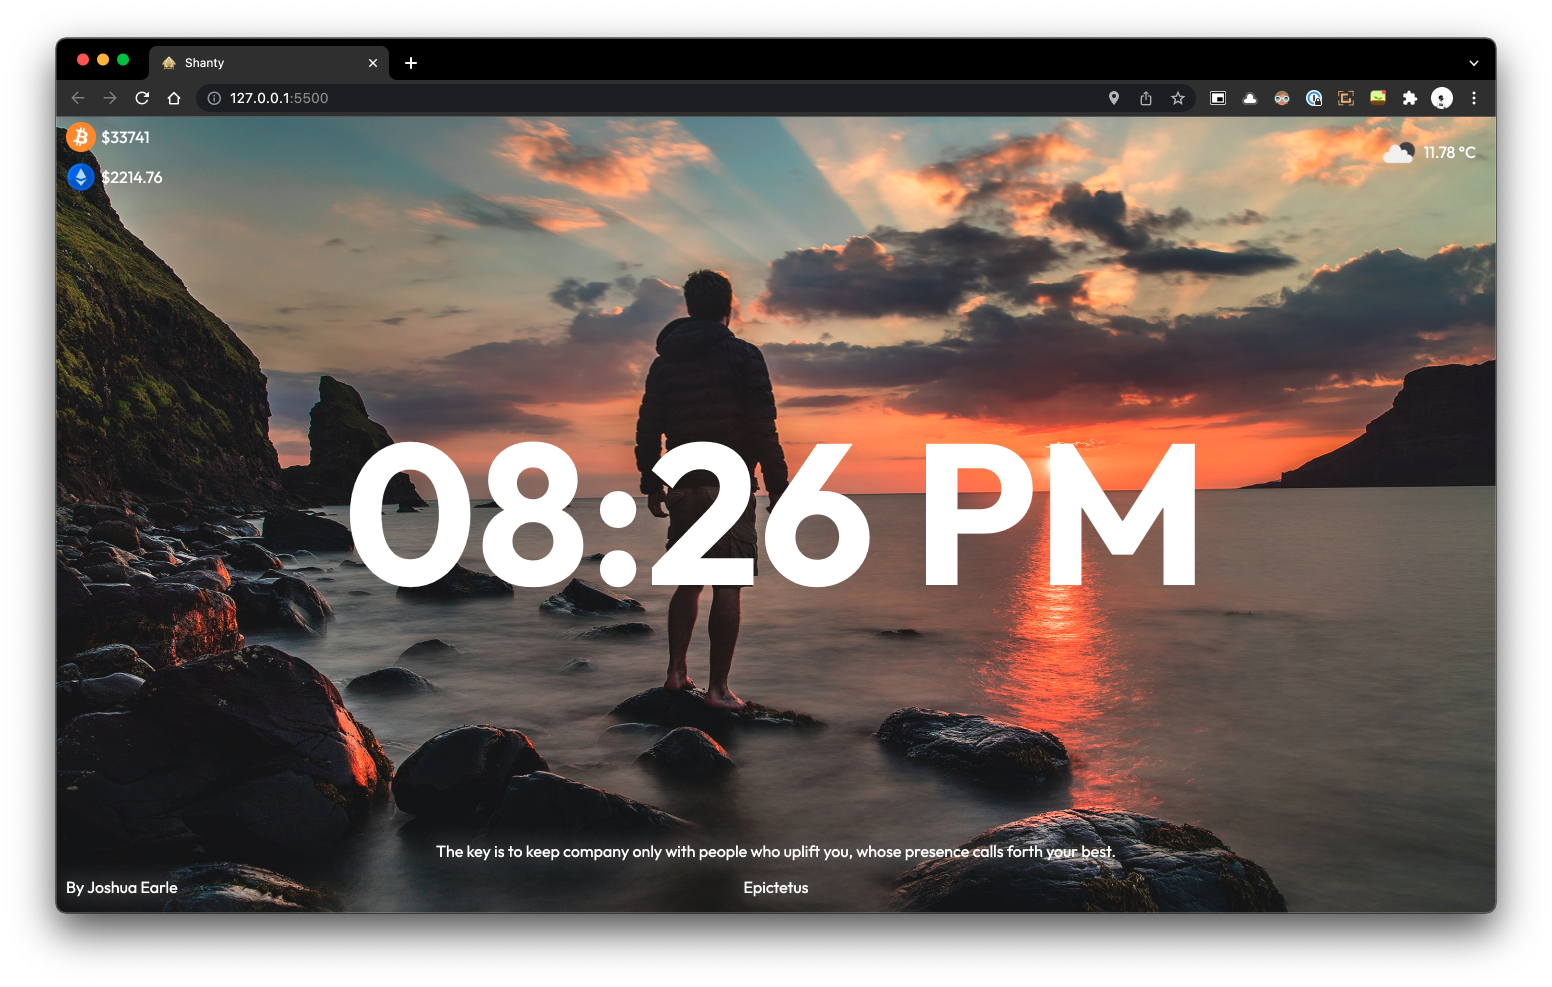 Shanty
127.0.0.1:5500
$33741
$2214.76
11.78 °C
08:26 PM
The key is to keep company only with people who uplift you, whose presence calls forth your best.
By Joshua Earle
Epictetus